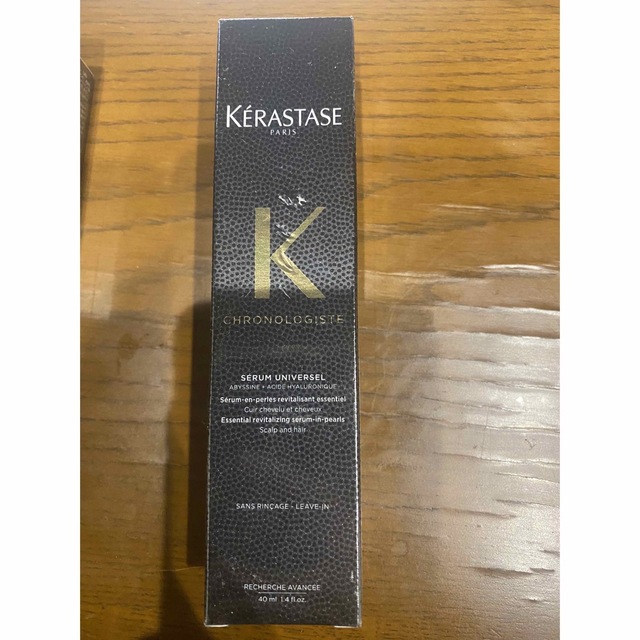 KÉRASTASE
PARIS
K
CHRONOLOGISTE
SÉRUM UNIVERSEL
ABYSSINE + ACIDE HYALURONIQUE
Sérum-en-perles revitalisant essentiel
Cuir chevelu et cheveux
Essential revitalizing serum-in-pearls
Scalp and hair
SANS RINÇAGE - LEAVE-IN
RECHERCHE AVANCÉE
40 ml 1.4 fl.oz.